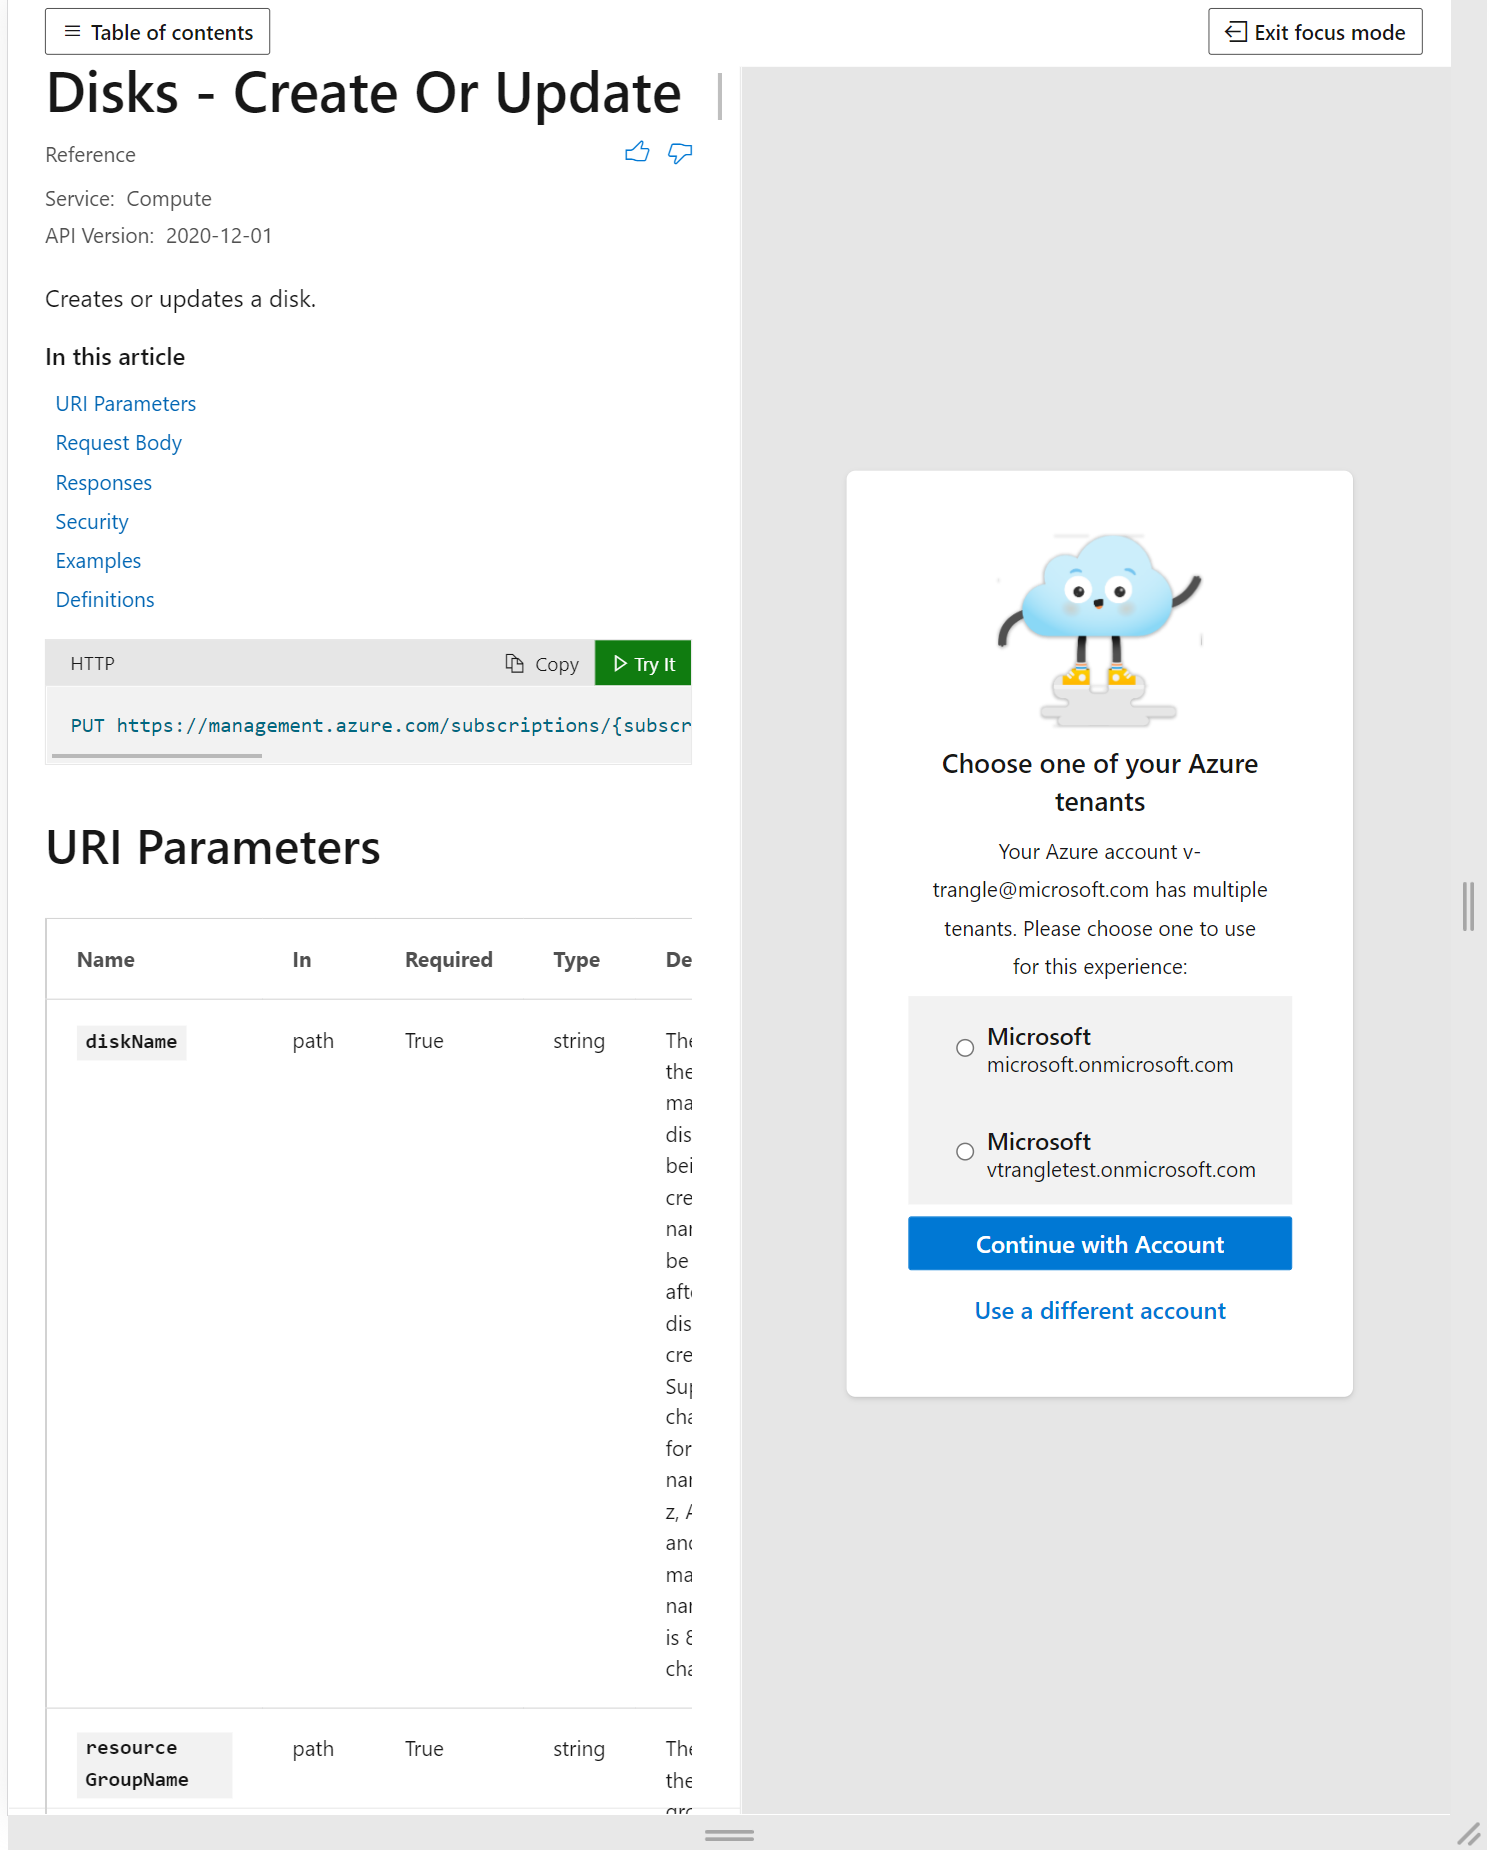 Table of contents
Exit focus mode
Disks - Create Or Update
Reference
Service: Compute
API Version: 2020-12-01
Creates or updates a disk.
In this article
URI Parameters
Request Body
Responses
Security
Examples
Definitions
HTTP
Copy
Try It
PUT https://management.azure.com/subscriptions/{subscr
URI Parameters
Name In Required Type De
diskName path True string The
the
ma
dis
bei
cre
nar
be
aft
dis
cre
Sup
cha
for
nar
z, A
and
ma
nar
is 8
cha
resource path True string The
GroupName the
gro
Choose one of your Azure
tenants
Your Azure account v-
trangle@microsoft.com has multiple
tenants. Please choose one to use
for this experience:
Microsoft
microsoft.onmicrosoft.com
Microsoft
vtrangletest.onmicrosoft.com
Continue with Account
Use a different account